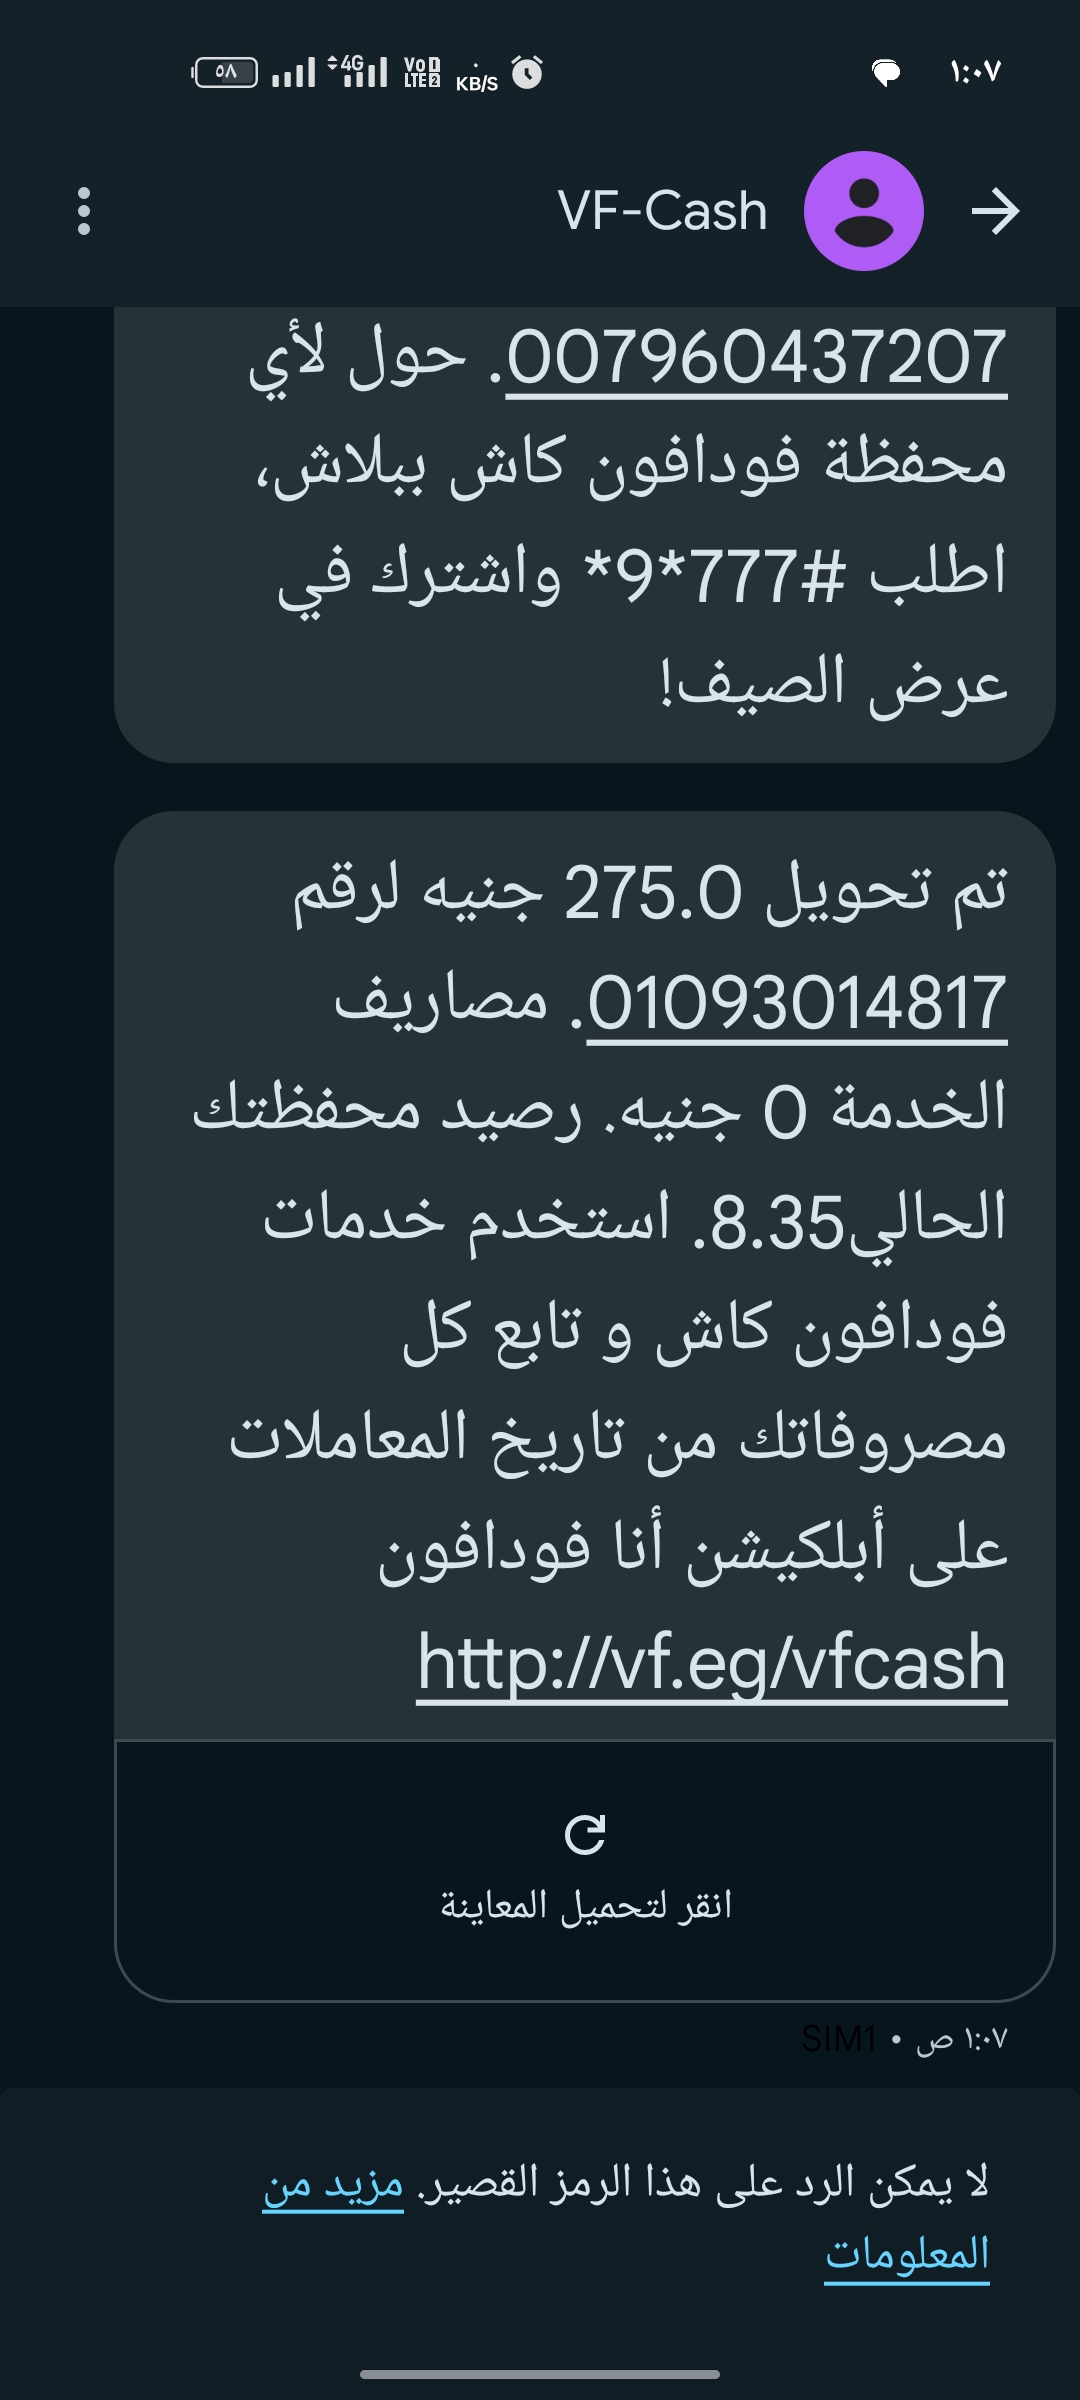 ٥٨ 4G VoD LTE2 KB/S ١:٠٧
VF-Cash
007960437207. حول لأي
محفظة فودافون كاش ببلاش،
اطلب #777*9* واشترك في
عرض الصيف!
تم تحويل 275.0 جنيه لرقم
01093014817. مصاريف
الخدمة 0 جنيه. رصيد محفظتك
الحالي8.35. استخدم خدمات
فودافون كاش و تابع كل
مصروفاتك من تاريخ المعاملات
على أبلكيشن أنا فودافون
http://vf.eg/vfcash
انقر لتحميل المعاينة
١:٠٧ ص • SIM1
لا يمكن الرد على هذا الرمز القصير. مزيد من
المعلومات